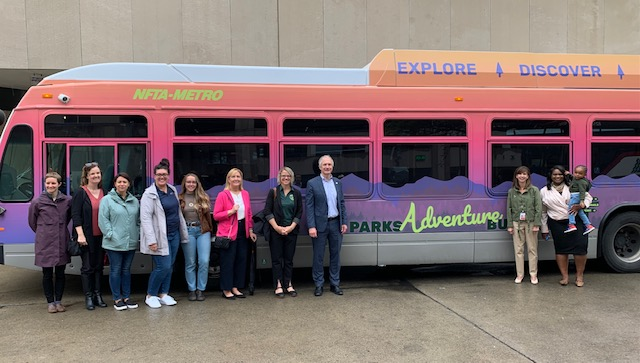 EXPLORE DISCOVER
NFTA-METRO
PARKS Adventure BU